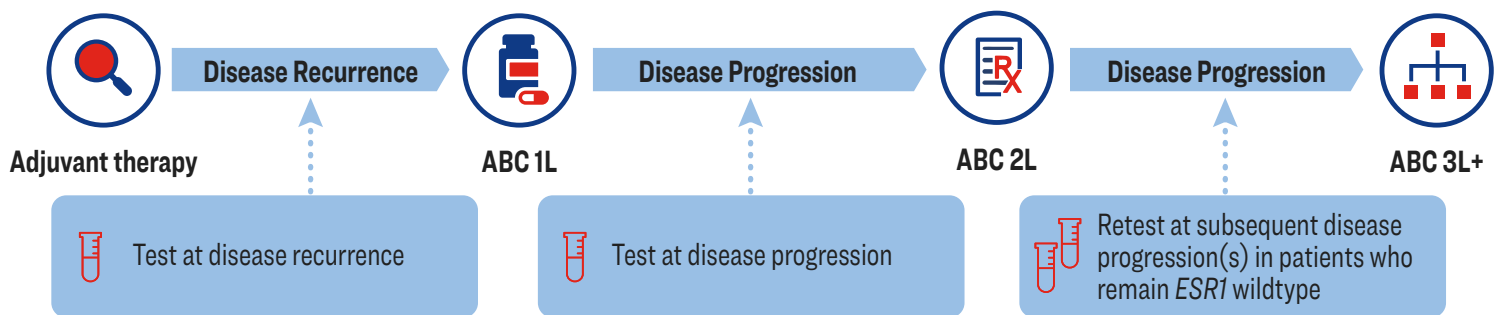 Disease Recurrence
Disease Progression
Rx
Disease Progression
Adjuvant therapy
ABC 1L
ABC 2L
ABC 3L+
Test at disease recurrence
Test at disease progression
Retest at subsequent disease
progression(s) in patients who
remain ESR1 wildtype